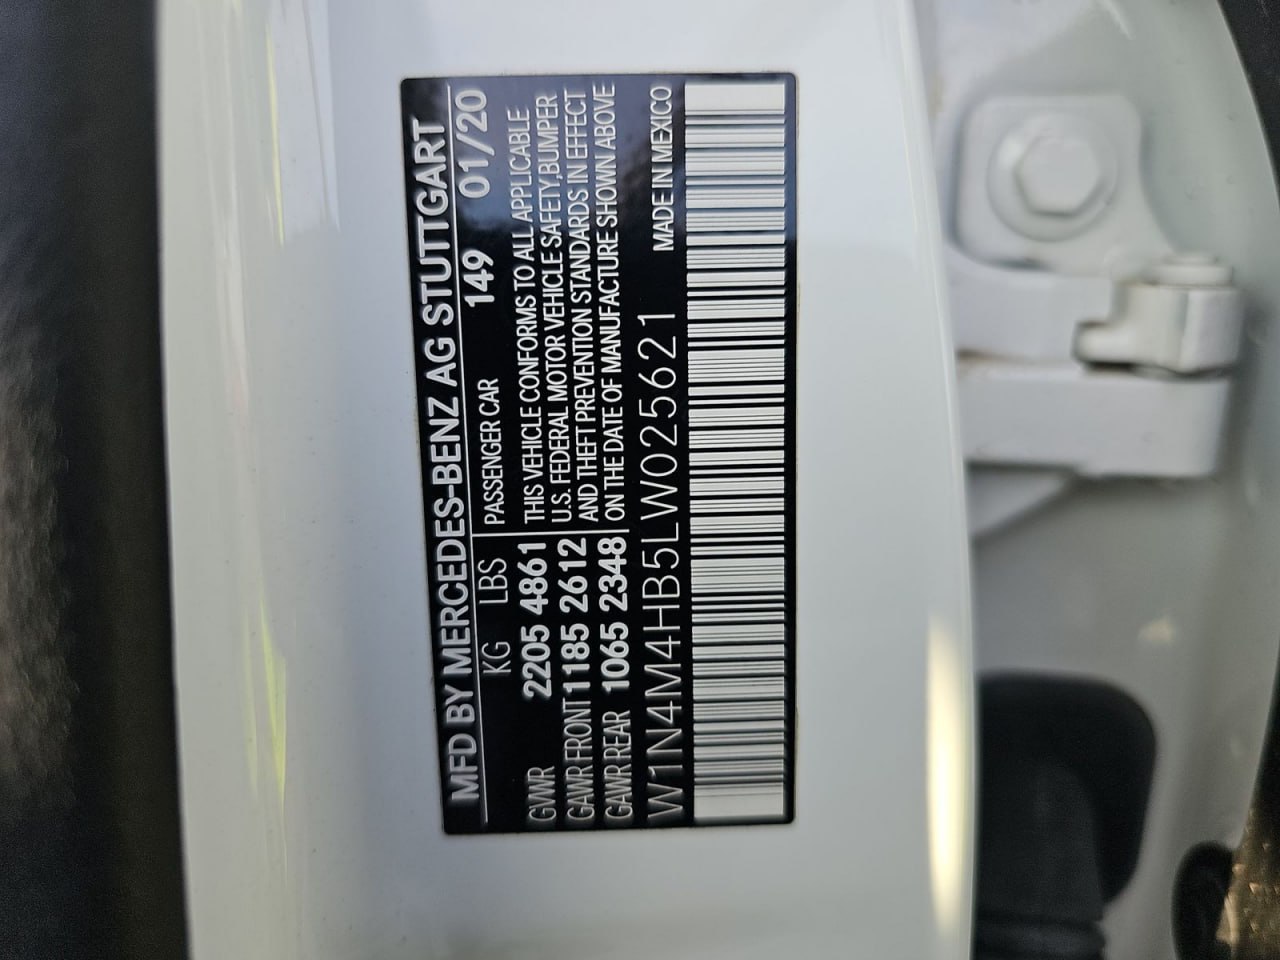 MFD BY MERCEDES-BENZ AG STUTTGART
KG LBS PASSENGER CAR 149 01/20
GVWR 2205 4861 THIS VEHICLE CONFORMS TO ALL APPLICABLE
GAWR FRONT 1185 2612 U.S. FEDERAL MOTOR VEHICLE SAFETY,BUMPER
AND THEFT PREVENTION STANDARDS IN EFFECT
GAWR REAR 1065 2348 ON THE DATE OF MANUFACTURE SHOWN ABOVE
W1N4M4HB5LW025621 MADE IN MEXICO